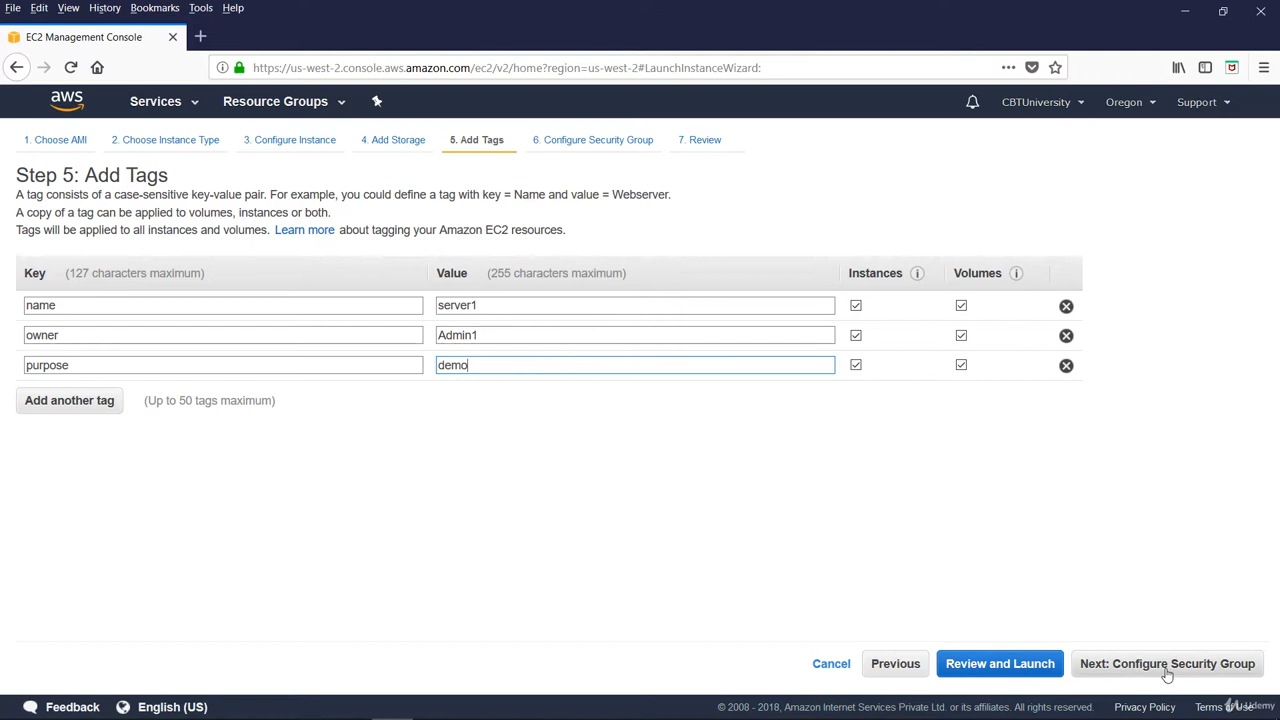 File Edit View History Bookmarks Tools Help
EC2 Management Console
https://us-west-2.console.aws.amazon.com/ec2/v2/home?region=us-west-2#LaunchInstanceWizard:
aws Services Resource Groups CBTUniversity Oregon Support
1. Choose AMI 2. Choose Instance Type 3. Configure Instance 4. Add Storage 5. Add Tags 6. Configure Security Group 7. Review
Step 5: Add Tags
A tag consists of a case-sensitive key-value pair. For example, you could define a tag with key = Name and value = Webserver.
A copy of a tag can be applied to volumes, instances or both.
Tags will be applied to all instances and volumes. Learn more about tagging your Amazon EC2 resources.
Key (127 characters maximum) Value (255 characters maximum) Instances Volumes
name server1
owner Admin1
purpose demo
Add another tag (Up to 50 tags maximum)
Cancel Previous Review and Launch Next: Configure Security Group
Feedback English (US) © 2008 - 2018, Amazon Internet Services Private Ltd. or its affiliates. All rights reserved. Privacy Policy Terms of Use
Udemy